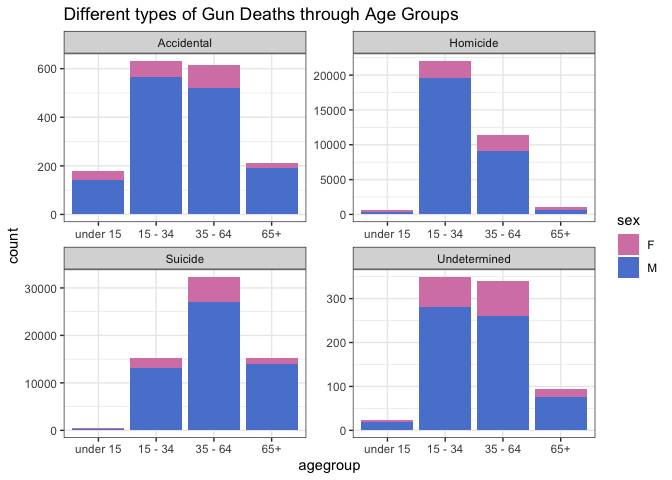 Different types of Gun Deaths through Age Groups
Accidental
Homicide
600
400
200
0
20000
15000
10000
5000
0
under 15 15 - 34 35 - 64 65+
under 15 15 - 34 35 - 64 65+
Suicide
Undetermined
30000
20000
10000
0
300
200
100
0
under 15 15 - 34 35 - 64 65+
under 15 15 - 34 35 - 64 65+
agegroup
count
sex
F
M